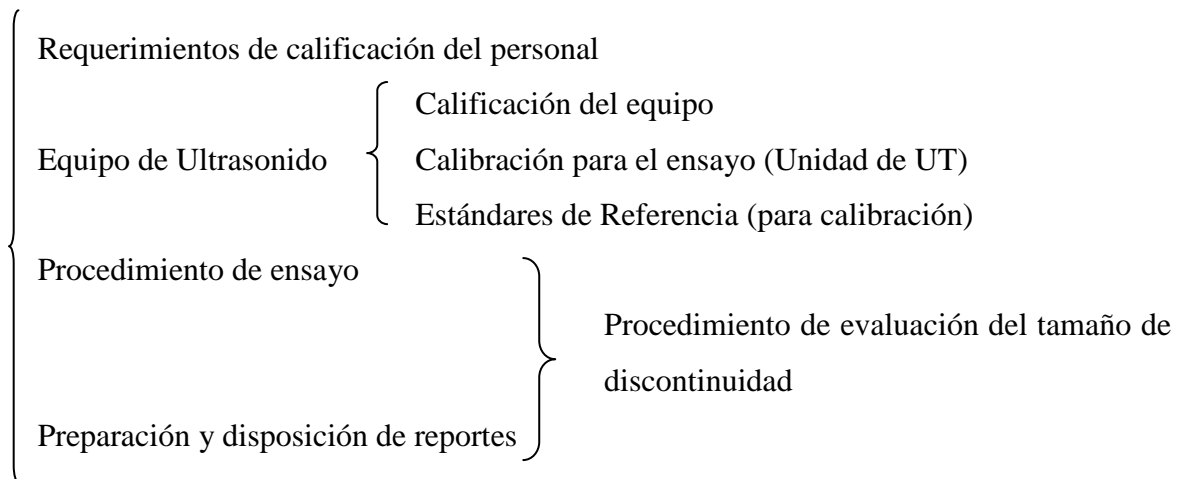 Requerimientos de calificación del personal
Calificación del equipo
Equipo de Ultrasonido
Calibración para el ensayo (Unidad de UT)
Estándares de Referencia (para calibración)
Procedimiento de ensayo
Procedimiento de evaluación del tamaño de
discontinuidad
Preparación y disposición de reportes